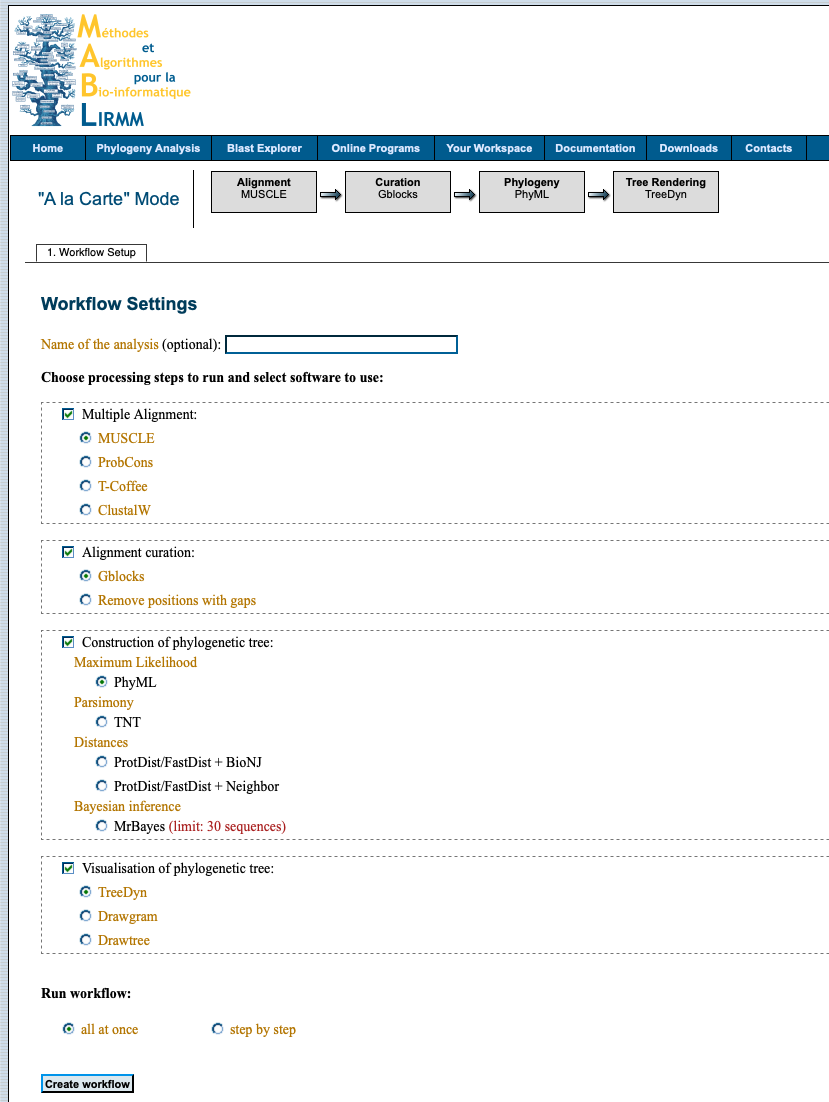 Méthodes
et
Algorithmes
pour la
Bio-informatique
LIRMM
Home Phylogeny Analysis Blast Explorer Online Programs Your Workspace Documentation Downloads Contacts
"A la Carte" Mode
Alignment Curation Phylogeny Tree Rendering
MUSCLE Gblocks PhyML TreeDyn
1. Workflow Setup
Workflow Settings
Name of the analysis (optional):
Choose processing steps to run and select software to use:
Multiple Alignment:
MUSCLE
ProbCons
T-Coffee
ClustalW
Alignment curation:
Gblocks
Remove positions with gaps
Construction of phylogenetic tree:
Maximum Likelihood
PhyML
Parsimony
TNT
Distances
ProtDist/FastDist + BioNJ
ProtDist/FastDist + Neighbor
Bayesian inference
MrBayes (limit: 30 sequences)
Visualisation of phylogenetic tree:
TreeDyn
Drawgram
Drawtree
Run workflow:
all at once step by step
Create workflow